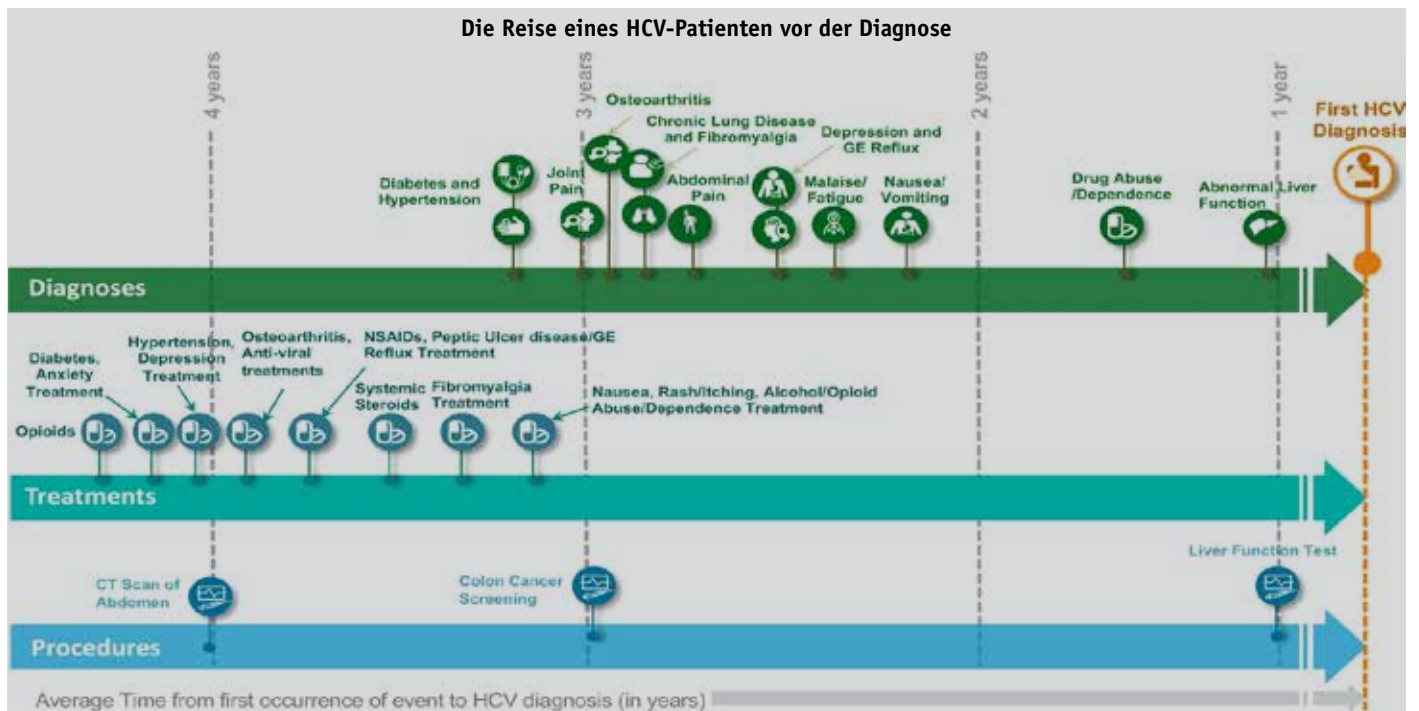 Die Reise eines HCV-Patienten vor der Diagnose
4 years
3 years
2 years
1 year
First HCV
Diagnosis
Diabetes and
Hypertension
Joint
Pain
Osteoarthritis
Chronic Lung Disease
and Fibromyalgia
Abdominal
Pain
Depression and
GE Reflux
Malaise/
Fatigue
Nausea/
Vomiting
Drug Abuse
/Dependence
Abnormal Liver
Function
Diagnoses
Opioids
Diabetes,
Anxiety
Treatment
Hypertension,
Depression
Treatment
Osteoarthritis,
Anti-viral
treatments
NSAIDs, Peptic Ulcer disease/GE
Reflux Treatment
Systemic
Steroids
Fibromyalgia
Treatment
Nausea, Rash/Itching, Alcohol/Opioid
Abuse/Dependence Treatment
Treatments
CT Scan of
Abdomen
Colon Cancer
Screening
Liver Function Test
Procedures
Average Time from first occurrence of event to HCV diagnosis (in years)